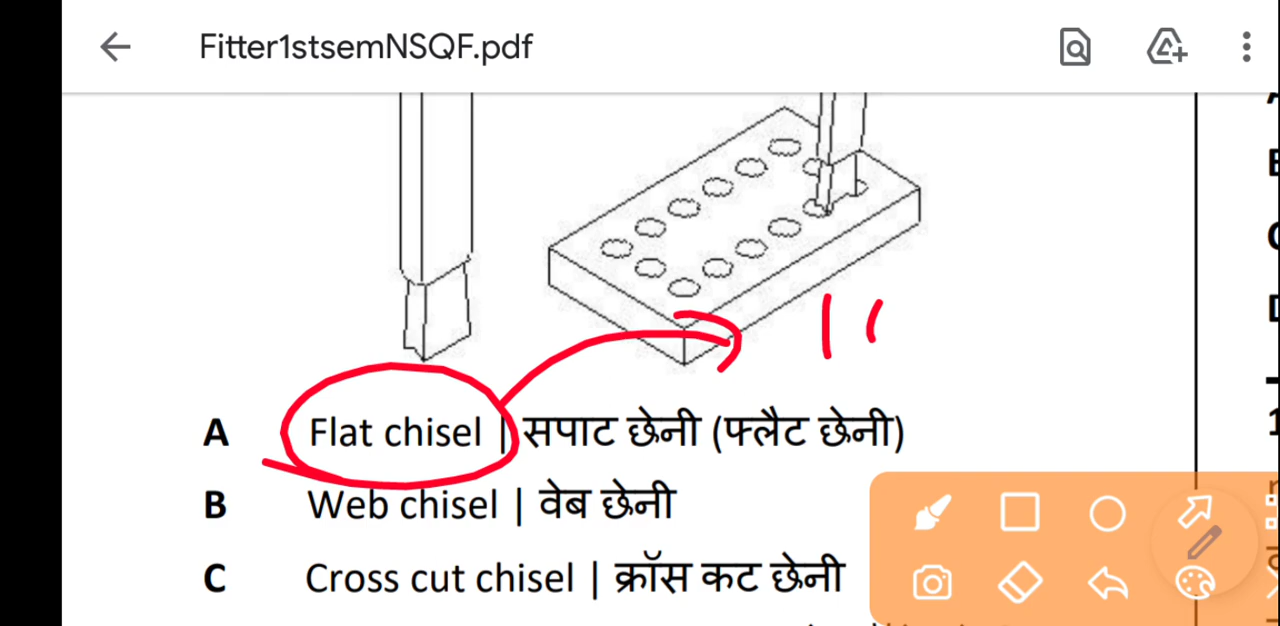 Fitter1stsemNSQF.pdf
A Flat chisel | सपाट छेनी (फ्लैट छेनी)
B Web chisel | वेब छेनी
C Cross cut chisel | क्रॉस कट छेनी